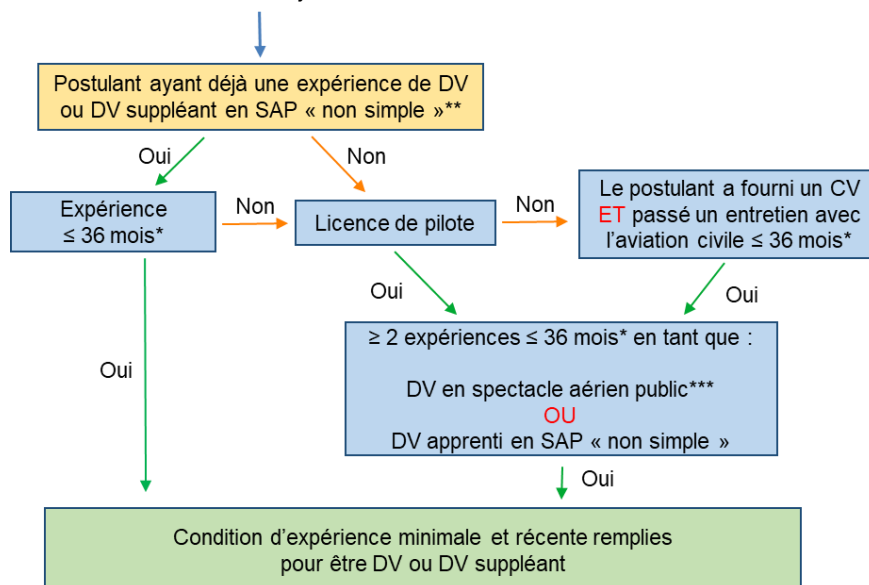 Postulant ayant déjà une expérience de DV
ou DV suppléant en SAP « non simple »**
Oui
Non
Expérience
≤ 36 mois*
Non
Licence de pilote
Non
Le postulant a fourni un CV
ET passé un entretien avec
l'aviation civile ≤ 36 mois*
Oui
Oui
≥ 2 expériences ≤ 36 mois* en tant que :
DV en spectacle aérien public***
OU
DV apprenti en SAP « non simple »
Oui
Oui
Condition d'expérience minimale et récente remplies
pour être DV ou DV suppléant